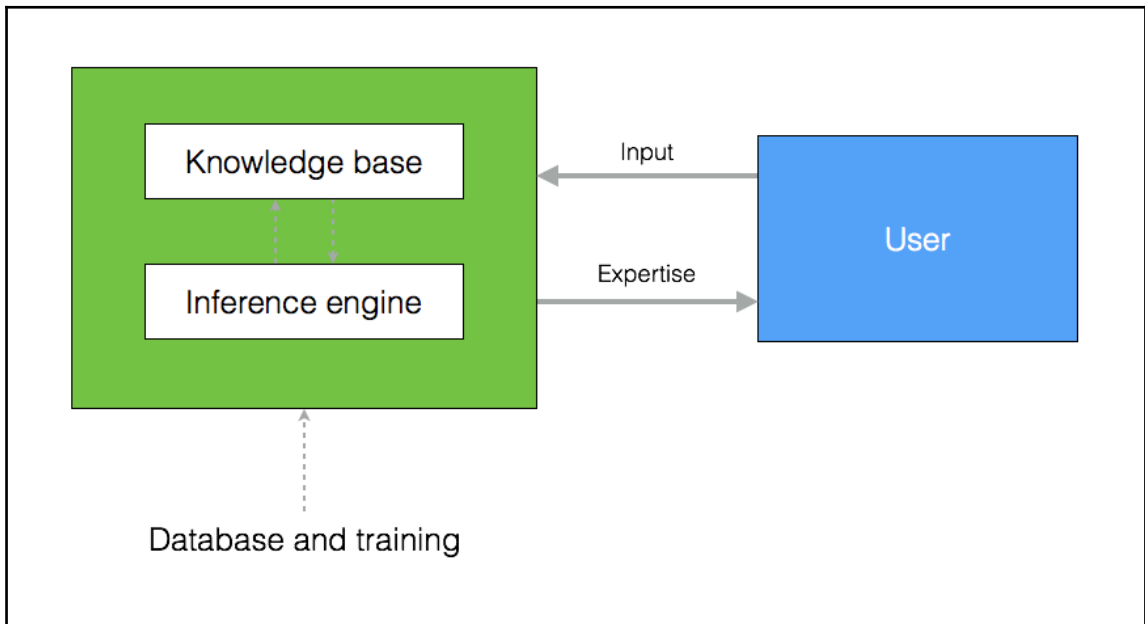 Knowledge base
Inference engine
Input
Expertise
User
Database and training